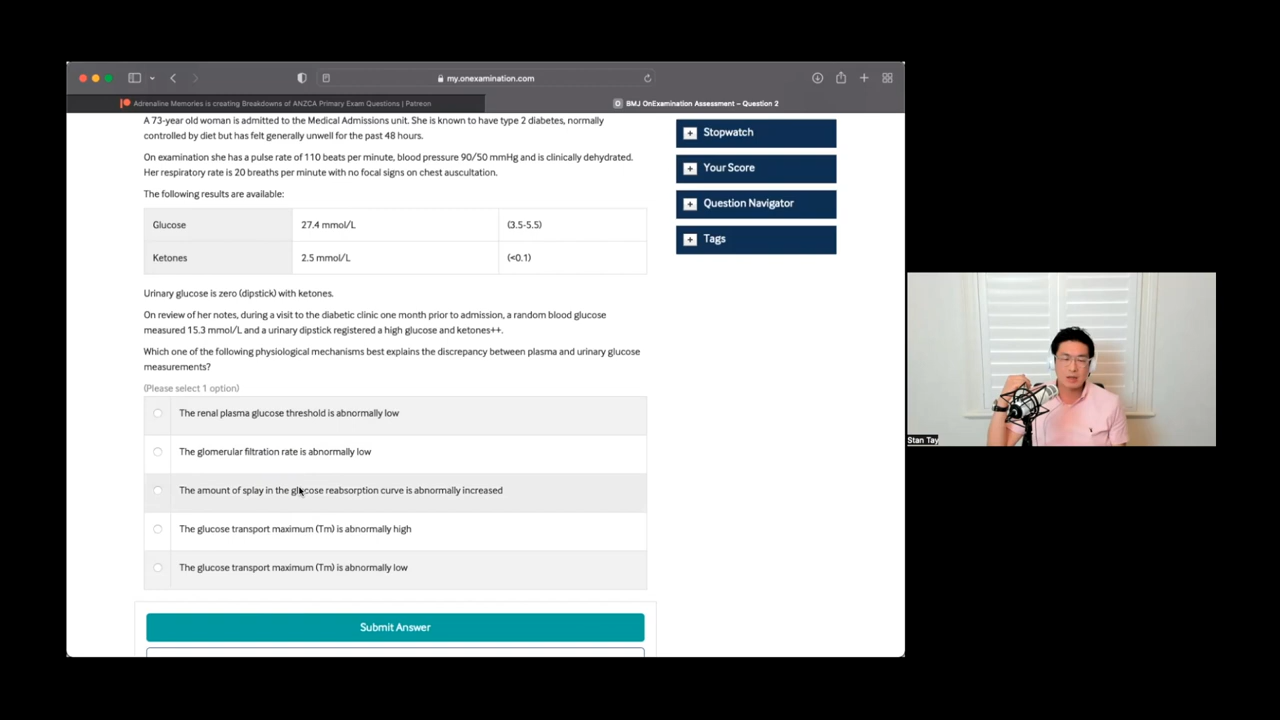 my.onexamination.com
Adrenaline Memories is creating Breakdowns of ANZCA Primary Exam Questions | Patreon
BMJ OnExamination Assessment – Question 2
A 73-year old woman is admitted to the Medical Admissions unit. She is known to have type 2 diabetes, normally
controlled by diet but has felt generally unwell for the past 48 hours.
On examination she has a pulse rate of 110 beats per minute, blood pressure 90/50 mmHg and is clinically dehydrated.
Her respiratory rate is 20 breaths per minute with no focal signs on chest auscultation.
The following results are available:
Glucose 27.4 mmol/L (3.5-5.5)
Ketones 2.5 mmol/L (<0.1)
Urinary glucose is zero (dipstick) with ketones.
On review of her notes, during a visit to the diabetic clinic one month prior to admission, a random blood glucose
measured 15.3 mmol/L and a urinary dipstick registered a high glucose and ketones++.
Which one of the following physiological mechanisms best explains the discrepancy between plasma and urinary glucose
measurements?
(Please select 1 option)
The renal plasma glucose threshold is abnormally low
The glomerular filtration rate is abnormally low
The amount of splay in the glucose reabsorption curve is abnormally increased
The glucose transport maximum (Tm) is abnormally high
The glucose transport maximum (Tm) is abnormally low
Submit Answer
Stopwatch
Your Score
Question Navigator
Tags
Stan Tay